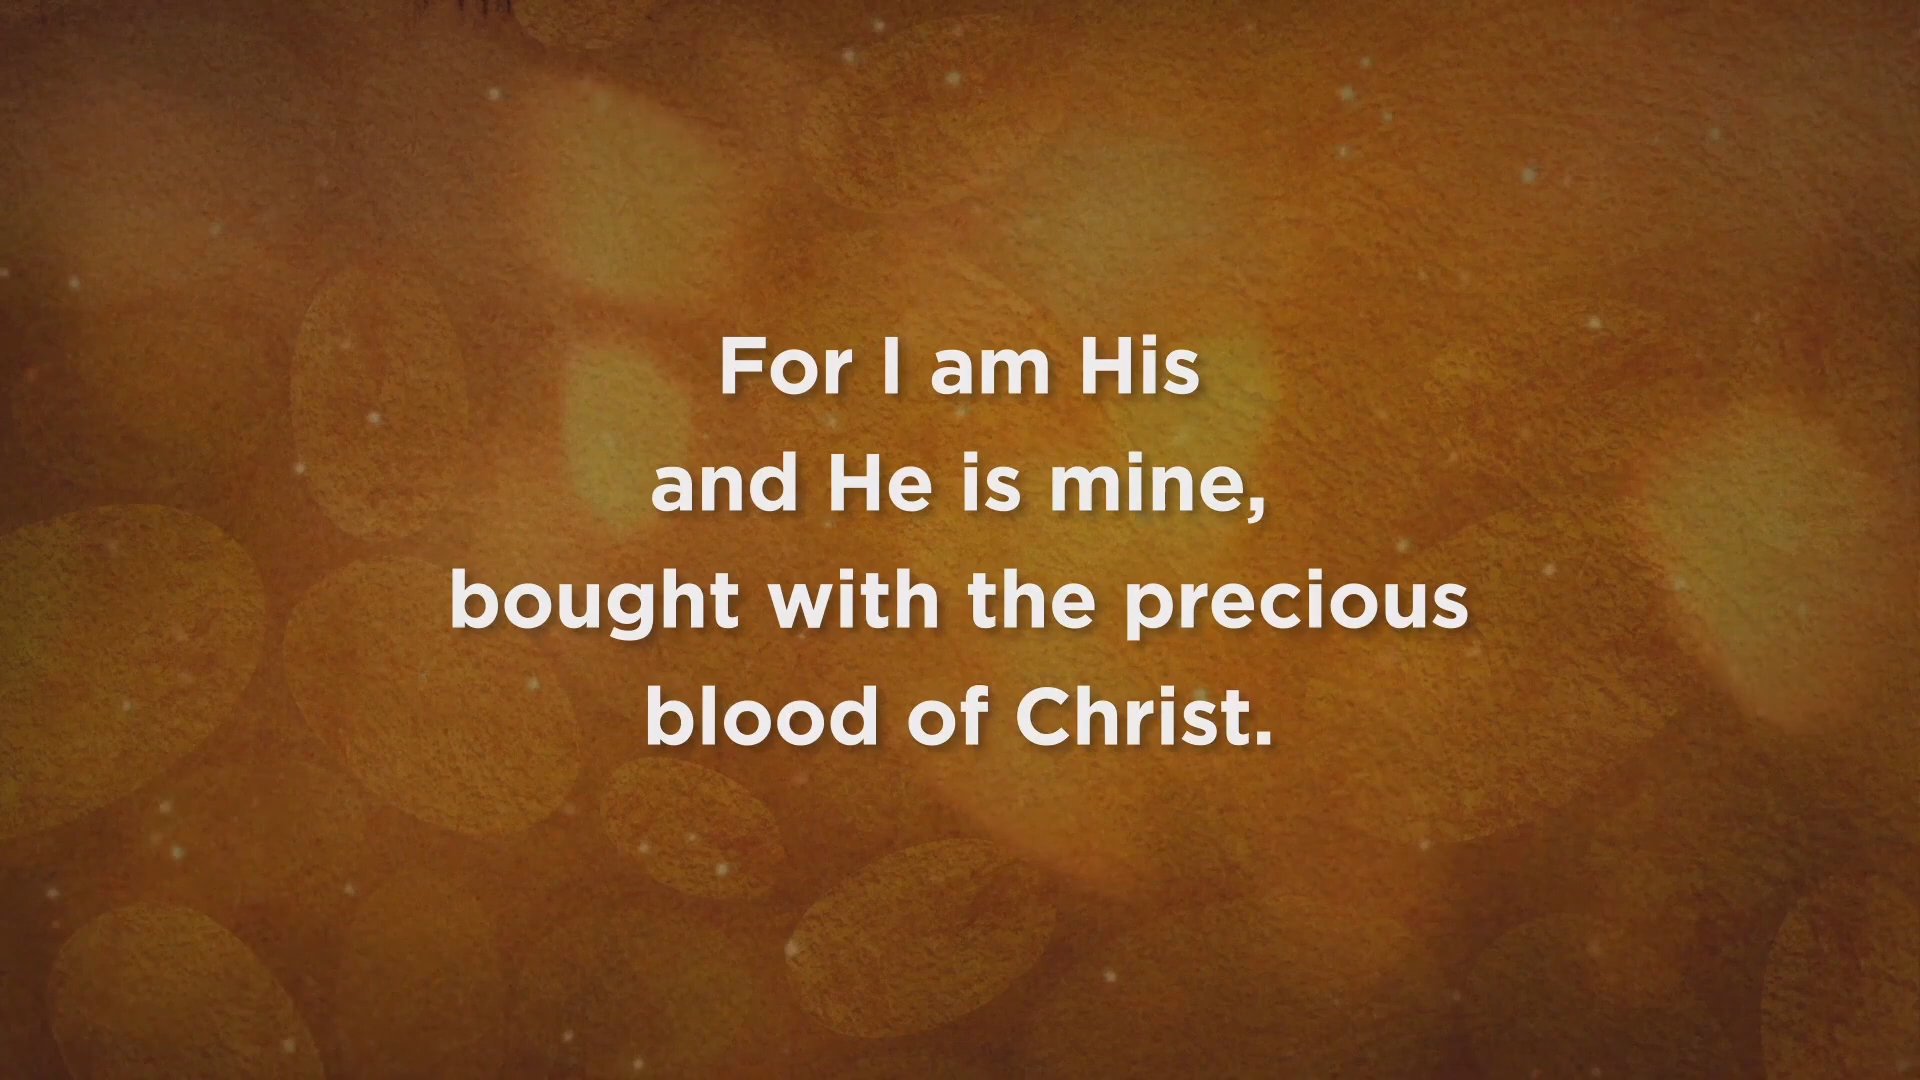 For I am His
and He is mine,
bought with the precious
blood of Christ.